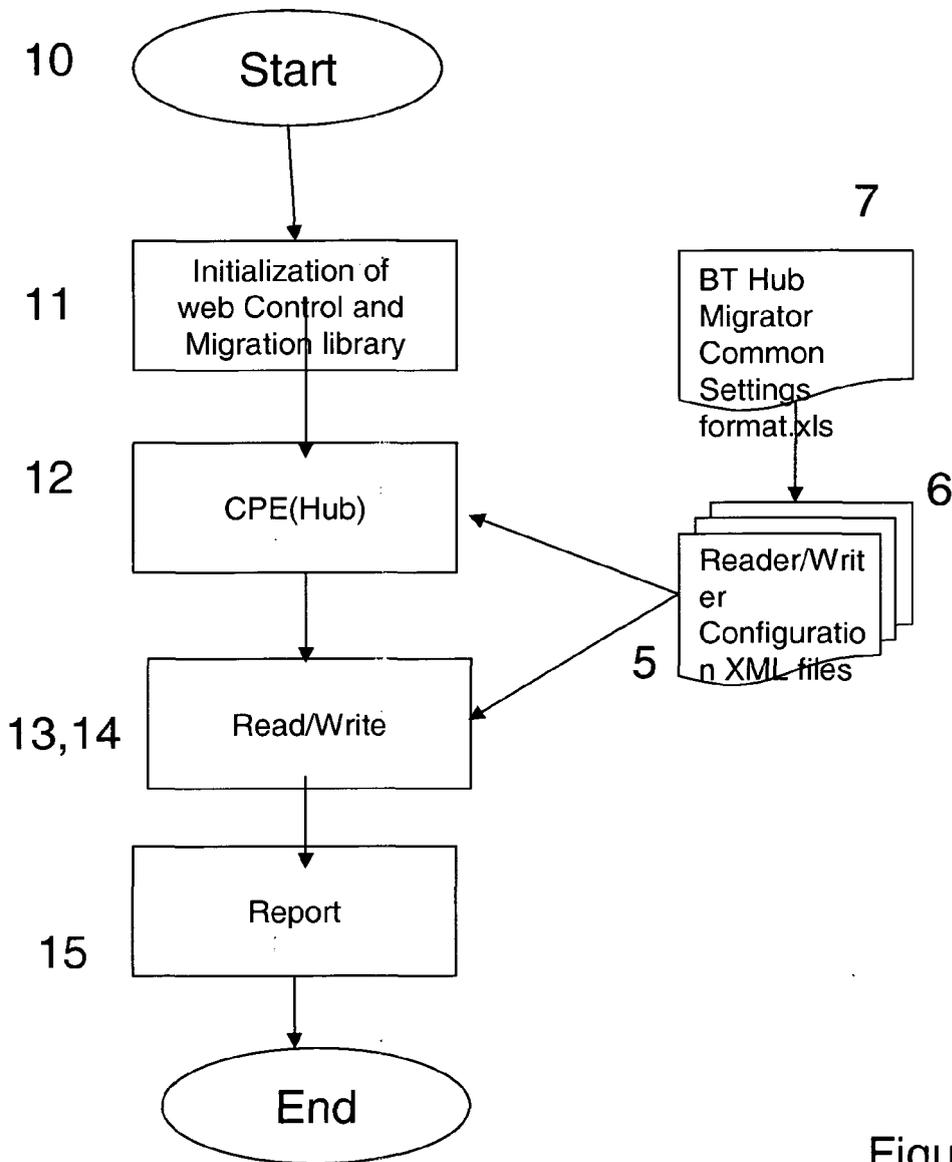 10
Start
7
11
Initialization of
web Control and
Migration library
BT Hub
Migrator
Common
Settings
format.xls
12
CPE(Hub)
6
Reader/Writ
er
Configuratio
n XML files
5
13,14
Read/Write
Report
15
End